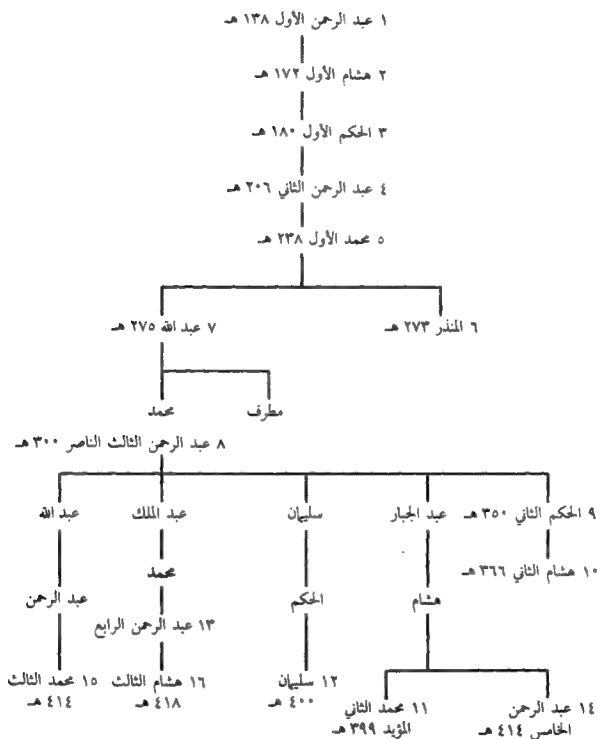 ١ عبد الرحمن الأول ١٣٨ هـ
٢ هشام الأول ١٧٢ هـ
٣ الحكم الأول ١٨٠ هـ
٤ عبد الرحمن الثاني ٢٠٦ هـ
٥ محمد الأول ٢٣٨ هـ
٦ المنذر ٢٧٣ هـ
٧ عبد الله ٢٧٥ هـ
مطرف
محمد
٨ عبد الرحمن الثالث الناصر ٣٠٠ هـ
٩ الحكم الثاني ٣٥٠ هـ
عبد الجبار
سليمان
عبد الملك
عبد الله
١٠ هشام الثاني ٣٦٦ هـ
محمد
هشام
الحكم
عبد الرحمن
١٣ عبد الرحمن الرابع
١٤ عبد الرحمن
الخامس ٤١٤ هـ
١١ محمد الثاني
المؤيد ٣٩٩ هـ
١٢ سليمان
٤٠٠ هـ
١٦ هشام الثالث
٤١٨ هـ
١٥ محمد الثالث
٤١٤ هـ